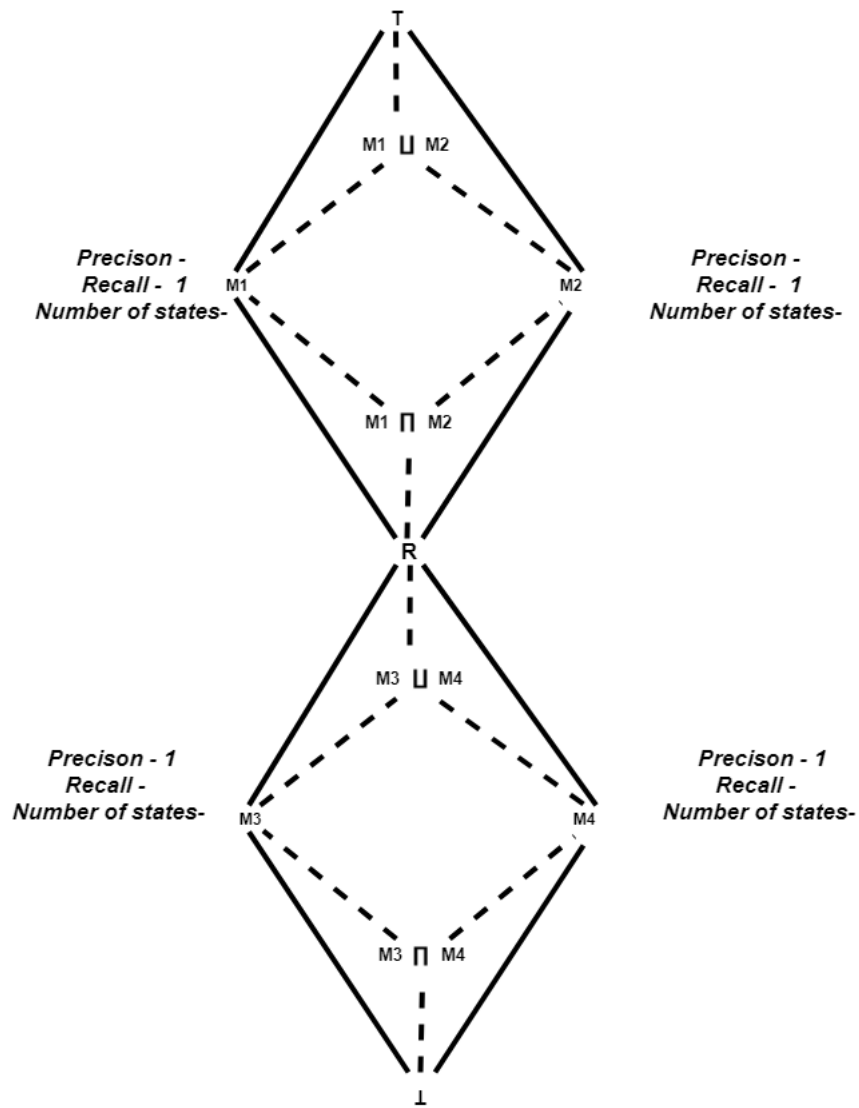 T
M1 ⊔ M2
Precison -
Recall - 1
Number of states-
M1
M2
Precison -
Recall - 1
Number of states-
M1 ⊓ M2
R
M3 ⊔ M4
Precison - 1
Recall -
Number of states-
M3
M4
Precison - 1
Recall -
Number of states-
M3 ⊓ M4
⊥